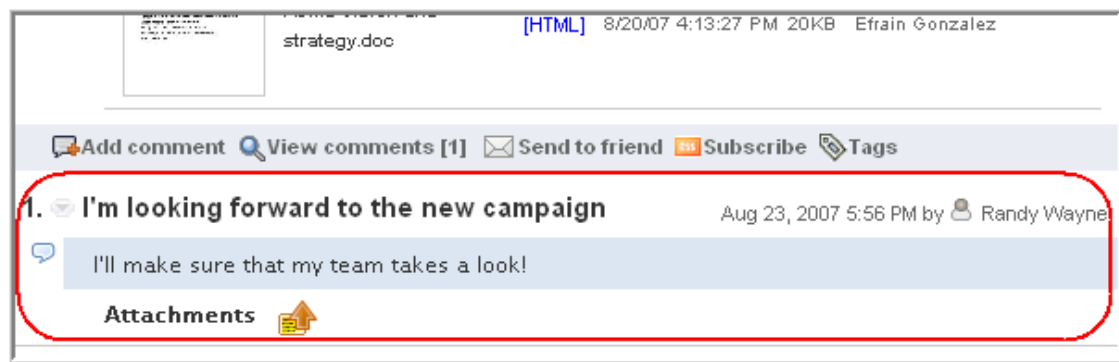 strategy.doc
[HTML] 8/20/07 4:13:27 PM 20KB Efrain Gonzalez
Add comment View comments [1] Send to friend Subscribe Tags
1. I'm looking forward to the new campaign
Aug 23, 2007 5:56 PM by Randy Wayne
I'll make sure that my team takes a look!
Attachments